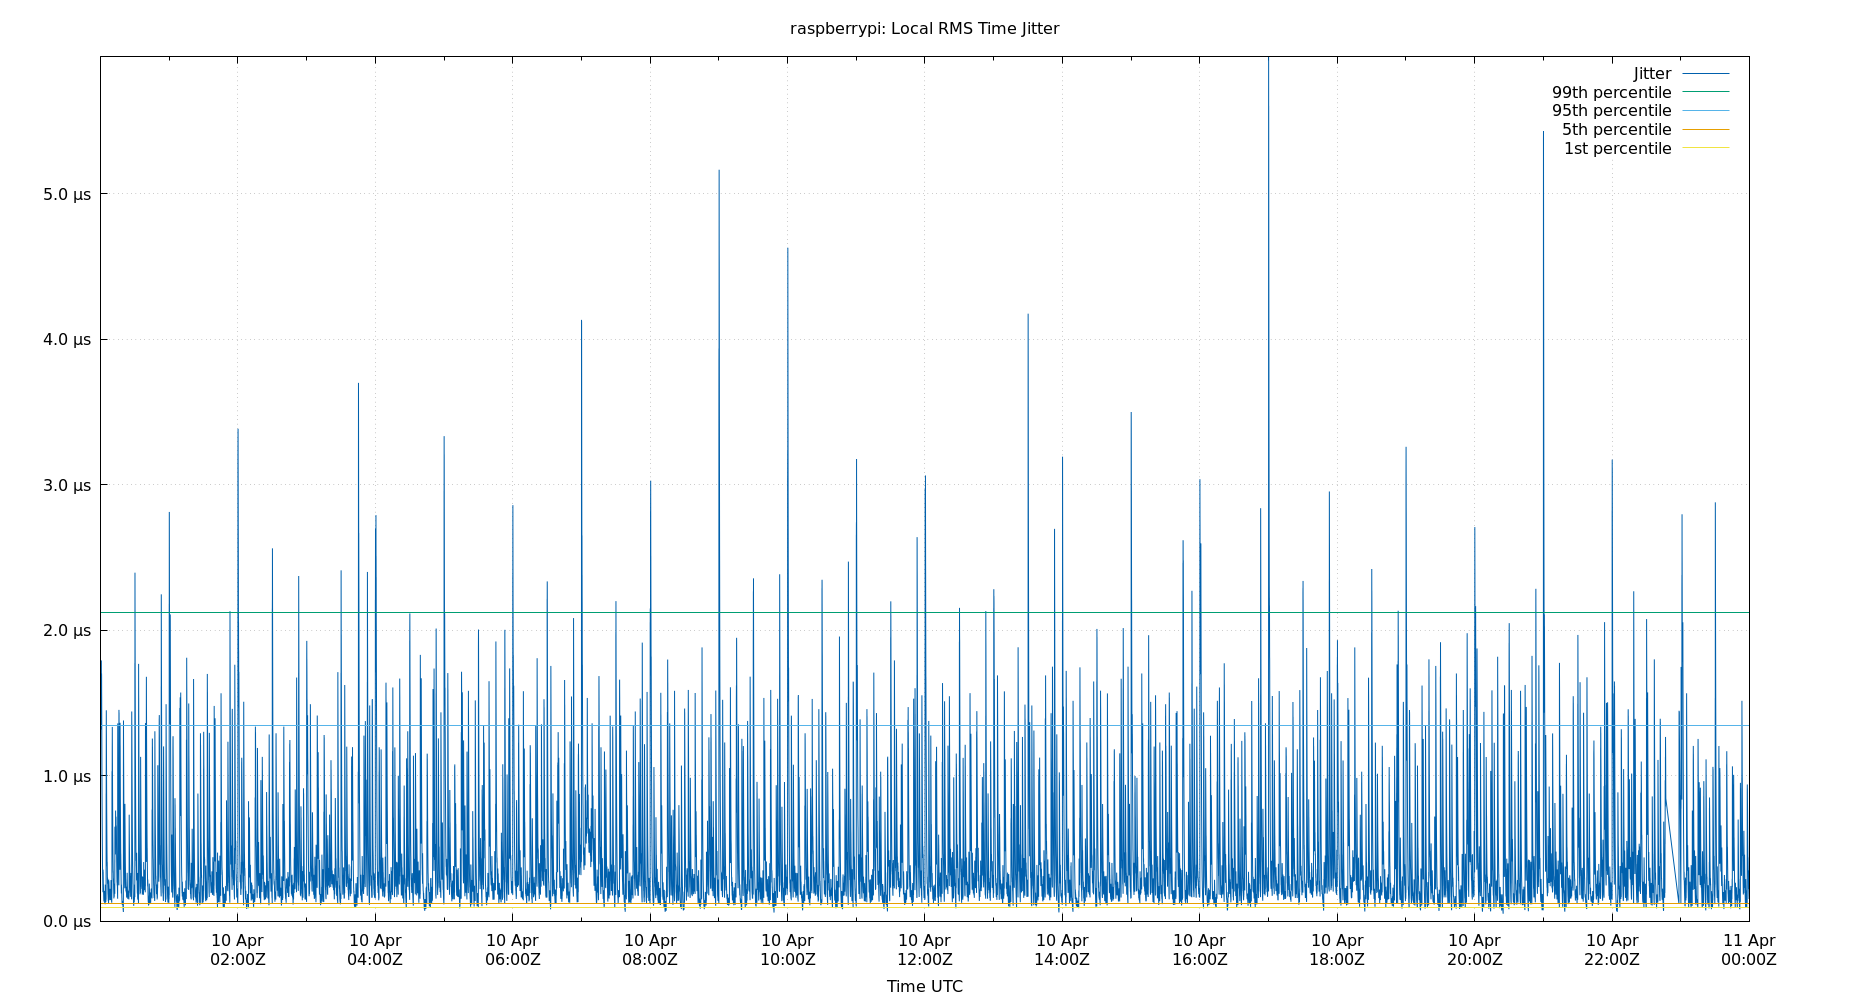 raspberrypi: Local RMS Time Jitter
Jitter
99th percentile
95th percentile
5th percentile
1st percentile
5.0 µs
4.0 µs
3.0 µs
2.0 µs
1.0 µs
0.0 µs
10 Apr 10 Apr 10 Apr 10 Apr 10 Apr 10 Apr 10 Apr 10 Apr 10 Apr 10 Apr 10 Apr 11 Apr
02:00Z 04:00Z 06:00Z 08:00Z 10:00Z 12:00Z 14:00Z 16:00Z 18:00Z 20:00Z 22:00Z 00:00Z
Time UTC